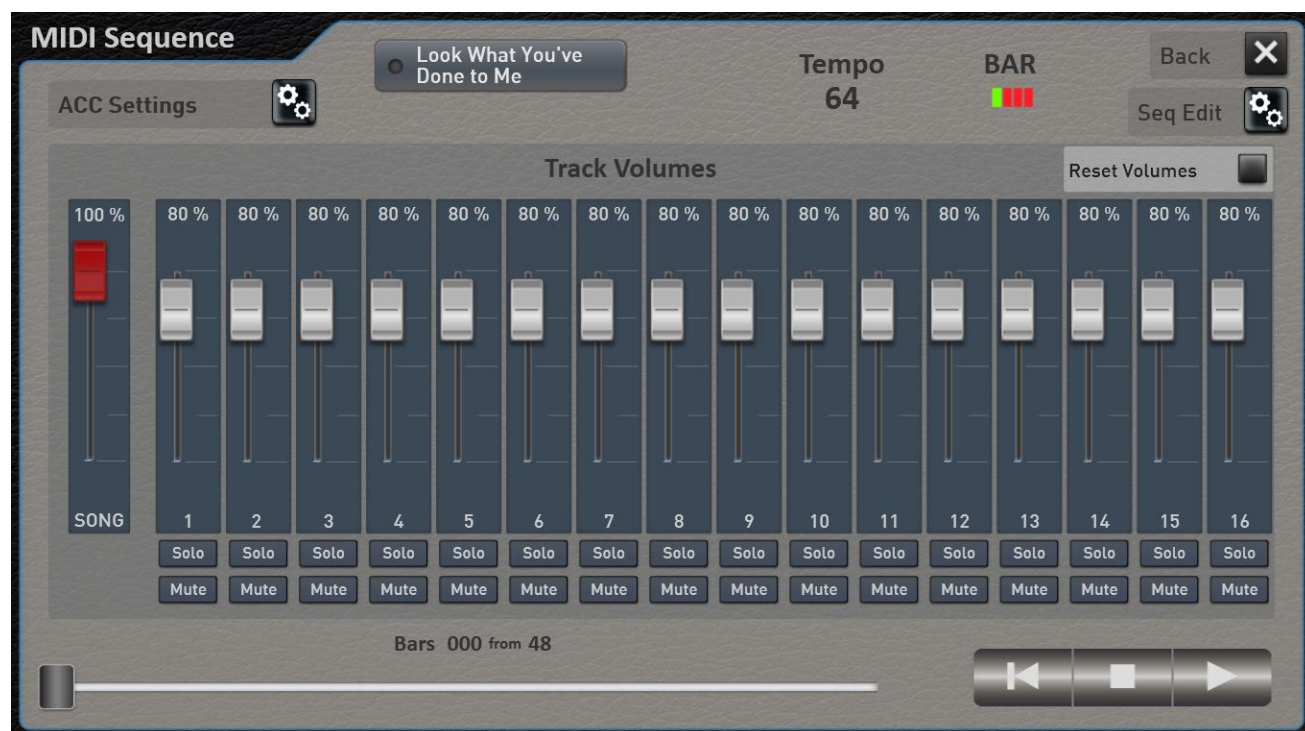 MIDI Sequence
Look What You've
Done to Me
Tempo
64
BAR
Back
ACC Settings
Seq Edit
Track Volumes
Reset Volumes
100 % 80 % 80 % 80 % 80 % 80 % 80 % 80 % 80 % 80 % 80 % 80 % 80 % 80 % 80 % 80 % 80 %
SONG 1 2 3 4 5 6 7 8 9 10 11 12 13 14 15 16
Solo Solo Solo Solo Solo Solo Solo Solo Solo Solo Solo Solo Solo Solo Solo Solo
Mute Mute Mute Mute Mute Mute Mute Mute Mute Mute Mute Mute Mute Mute Mute Mute
Bars 000 from 48